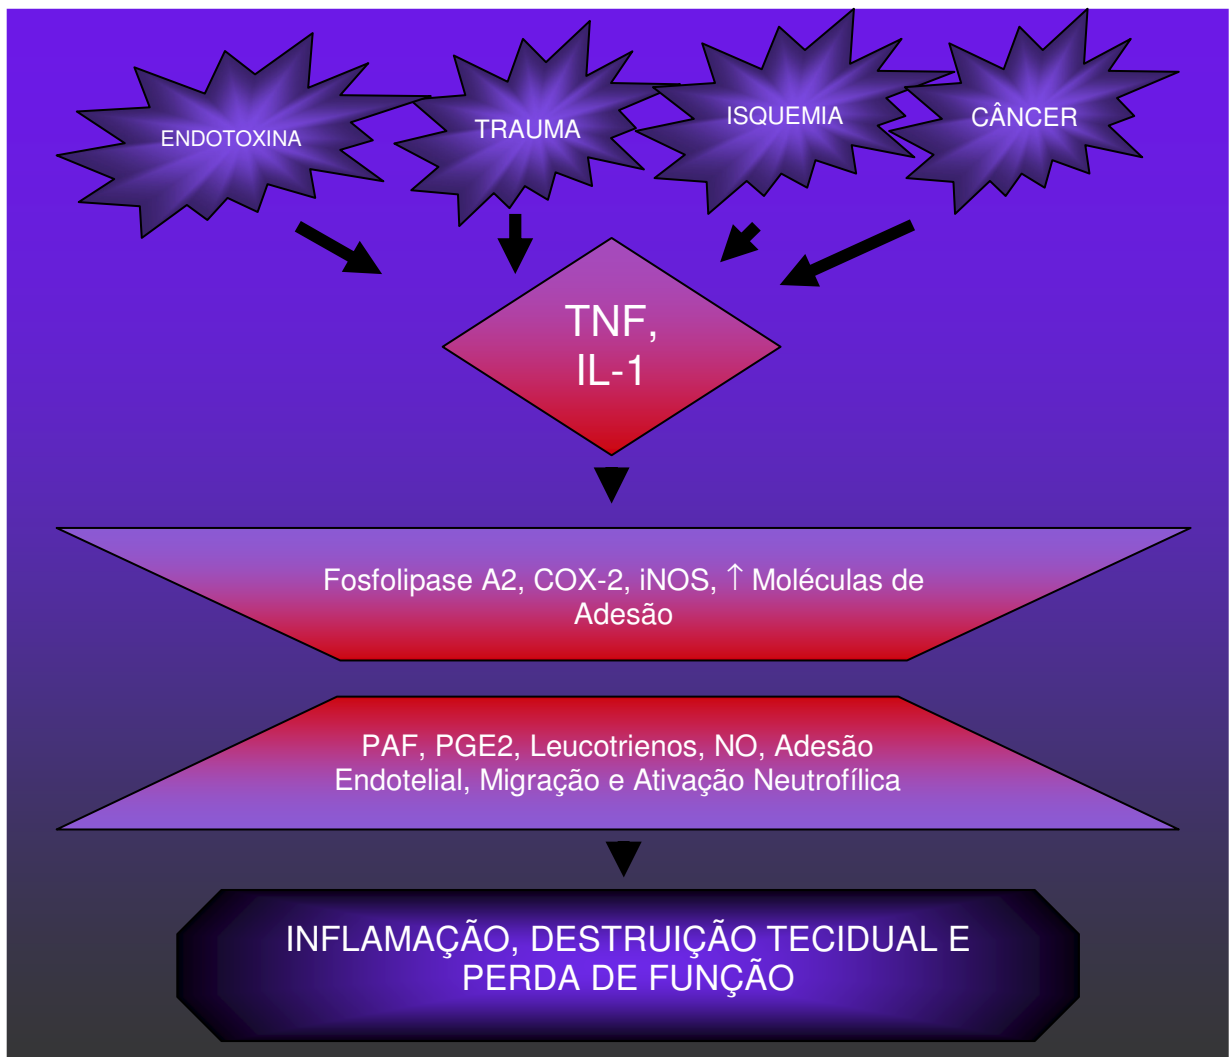 ENDOTOXINA
TRAUMA
ISQUEMIA
CÂNCER
TNF,
IL-1
Fosfolipase A2, COX-2, iNOS, ↑ Moléculas de
Adesão
PAF, PGE2, Leucotrienos, NO, Adesão
Endotelial, Migração e Ativação Neutrofílica
INFLAMAÇÃO, DESTRUIÇÃO TECIDUAL E
PERDA DE FUNÇÃO